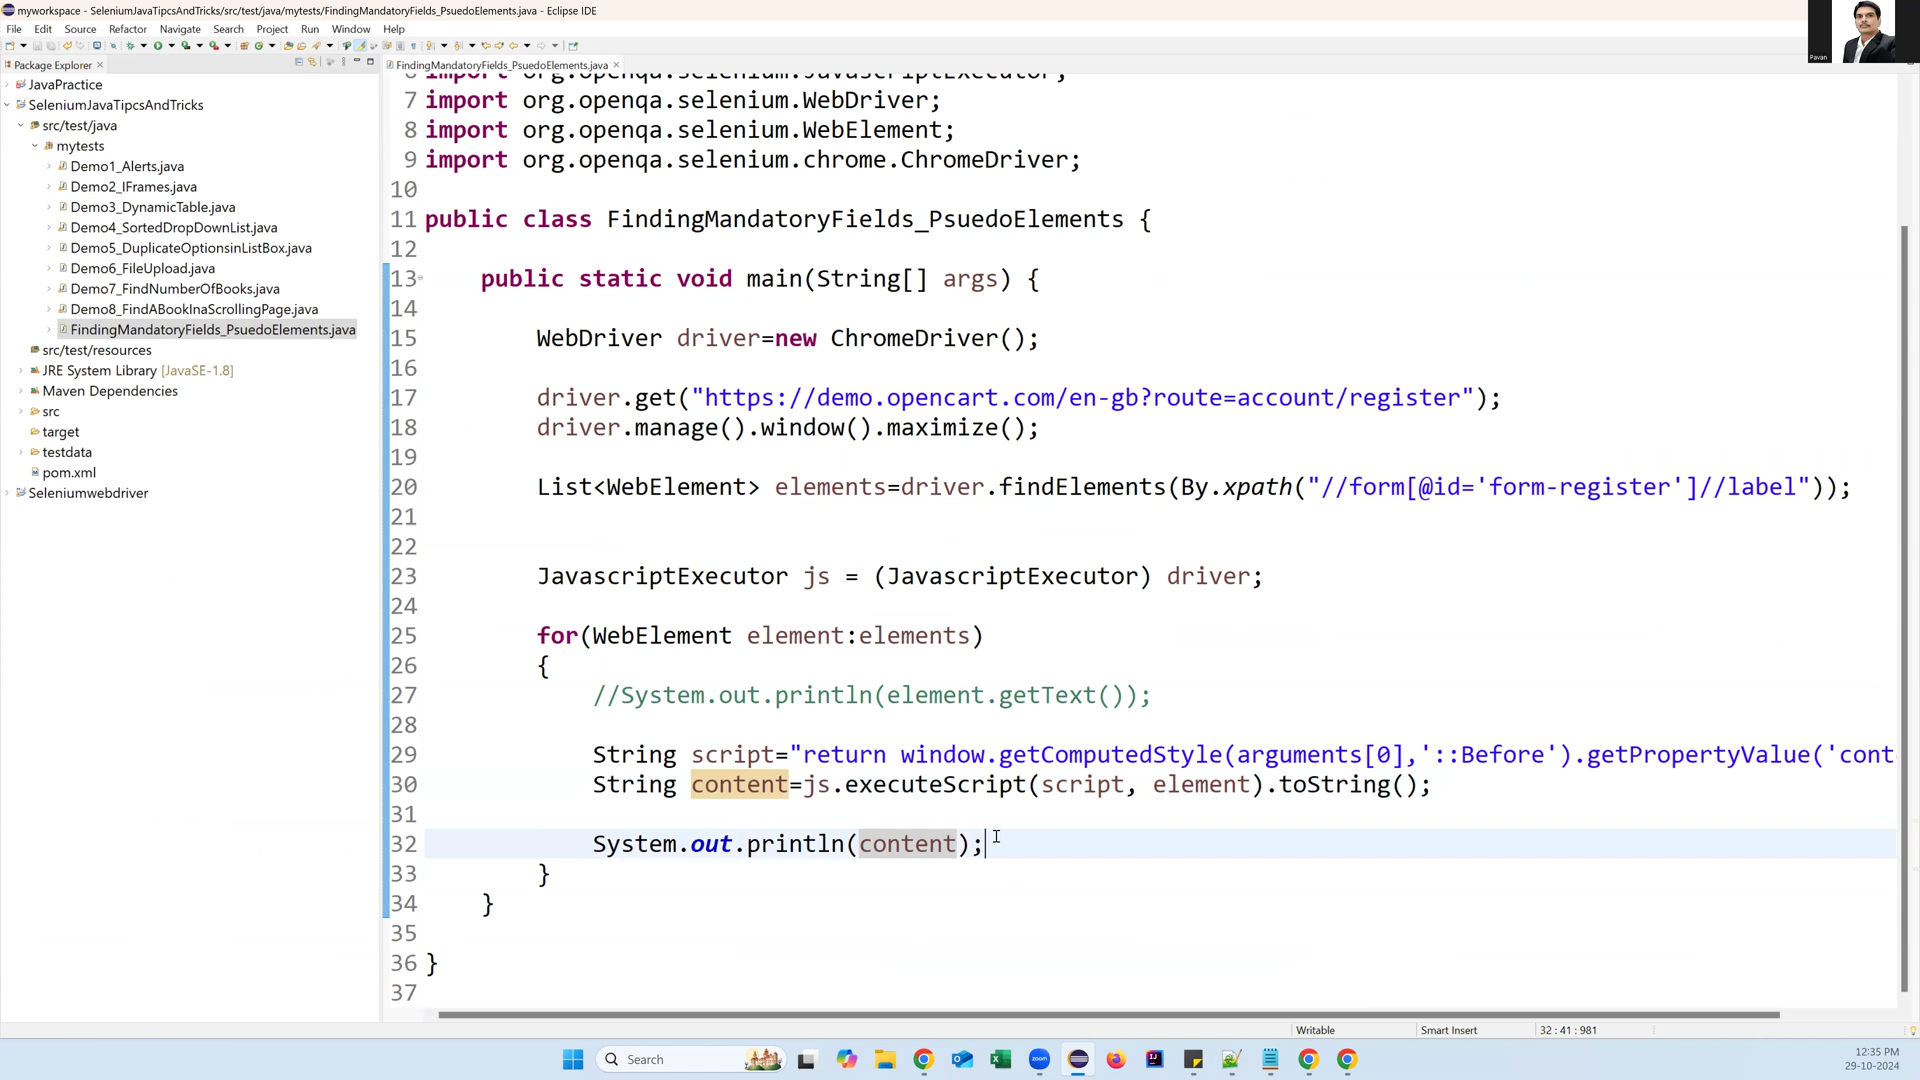 myworkspace - SeleniumJavaTipcsAndTricks/src/test/java/mytests/FindingMandatoryFields_PsuedoElements.java - Eclipse IDE
File Edit Source Refactor Navigate Search Project Run Window Help
Pavan
Package Explorer
FindingMandatoryFields_PsuedoElements.java
JavaPractice
SeleniumJavaTipcsAndTricks
src/test/java
mytests
Demo1_Alerts.java
Demo2_IFrames.java
Demo3_DynamicTable.java
Demo4_SortedDropDownList.java
Demo5_DuplicateOptionsinListBox.java
Demo6_FileUpload.java
Demo7_FindNumberOfBooks.java
Demo8_FindABookInaScrollingPage.java
FindingMandatoryFields_PsuedoElements.java
src/test/resources
JRE System Library [JavaSE-1.8]
Maven Dependencies
src
target
testdata
pom.xml
Seleniumwebdriver
6 import org.openqa.selenium.JavascriptExecutor;
7 import org.openqa.selenium.WebDriver;
8 import org.openqa.selenium.WebElement;
9 import org.openqa.selenium.chrome.ChromeDriver;
10
11 public class FindingMandatoryFields_PsuedoElements {
12
13 public static void main(String[] args) {
14
15 WebDriver driver=new ChromeDriver();
16
17 driver.get("https://demo.opencart.com/en-gb?route=account/register");
18 driver.manage().window().maximize();
19
20 List<WebElement> elements=driver.findElements(By.xpath("//form[@id='form-register']//label"));
21
22
23 JavascriptExecutor js = (JavascriptExecutor) driver;
24
25 for(WebElement element:elements)
26 {
27 //System.out.println(element.getText());
28
29 String script="return window.getComputedStyle(arguments[0],'::Before').getPropertyValue('cont
30 String content=js.executeScript(script, element).toString();
31
32 System.out.println(content);
33 }
34 }
35
36 }
37
Writable Smart Insert 32 : 41 : 981
Search
zoom
12:35 PM
29-10-2024